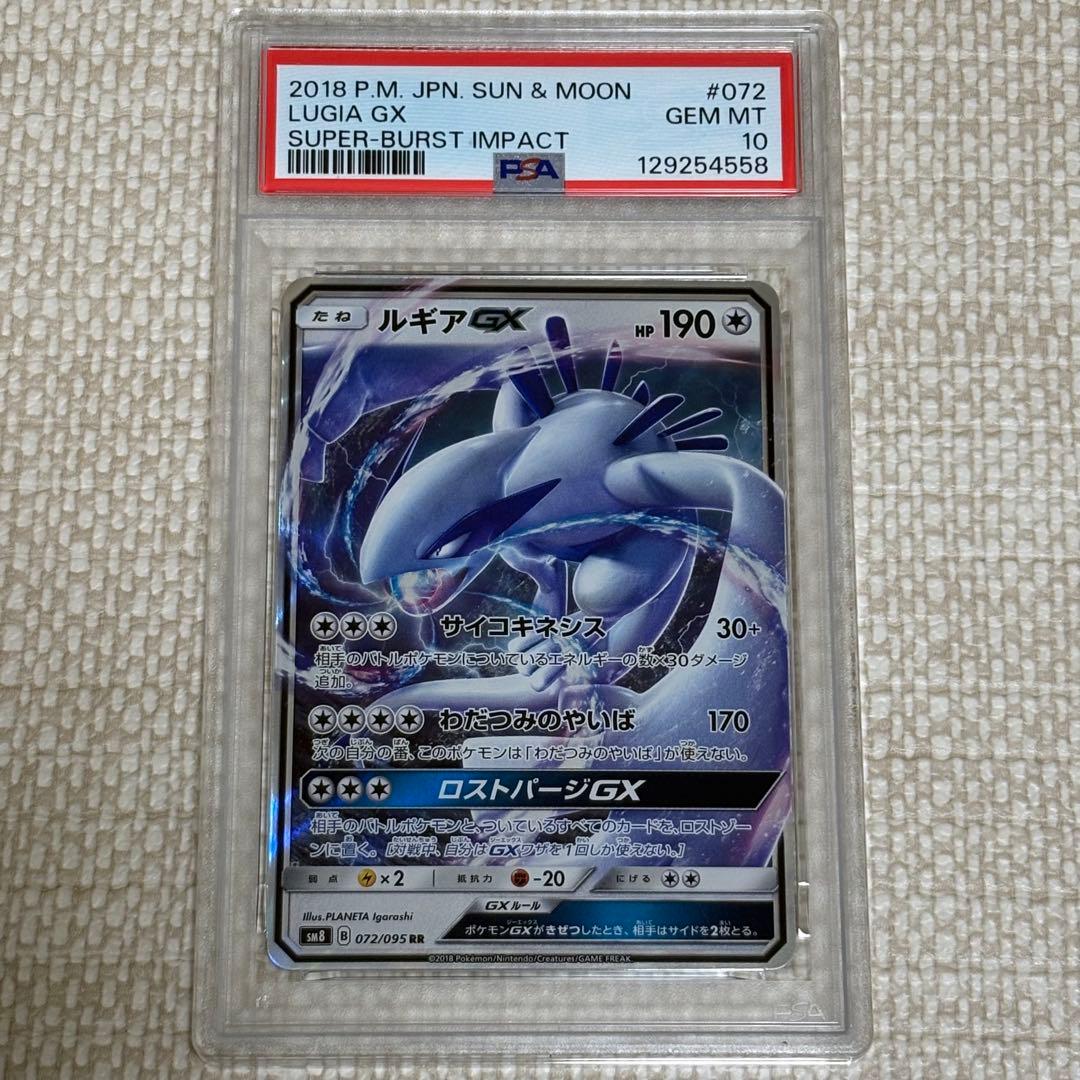 2018 P.M. JPN. SUN & MOON #072
LUGIA GX GEM MT
SUPER-BURST IMPACT 10
PSA 129254558
たね ルギアGX HP 190
サイコキネシス 30+
相手のバトルポケモンについているエネルギーの数×30ダメージ
追加。
わだつみのやいば 170
次の自分の番、このポケモンは「わだつみのやいば」が使えない。
ロストパージGX
相手のバトルポケモンと、ついているすべてのカードを、ロストゾー
ンに置く。[対戦中、自分はGXワザを1回しか使えない。]
弱点 ×2 抵抗力 -20 にげる
Illus.PLANETA Igarashi GXルール
ポケモンGXがきぜつしたとき、相手はサイドを2枚とる。
SM8 B 072/095 RR
©2018 Pokémon/Nintendo/Creatures/GAME FREAK.